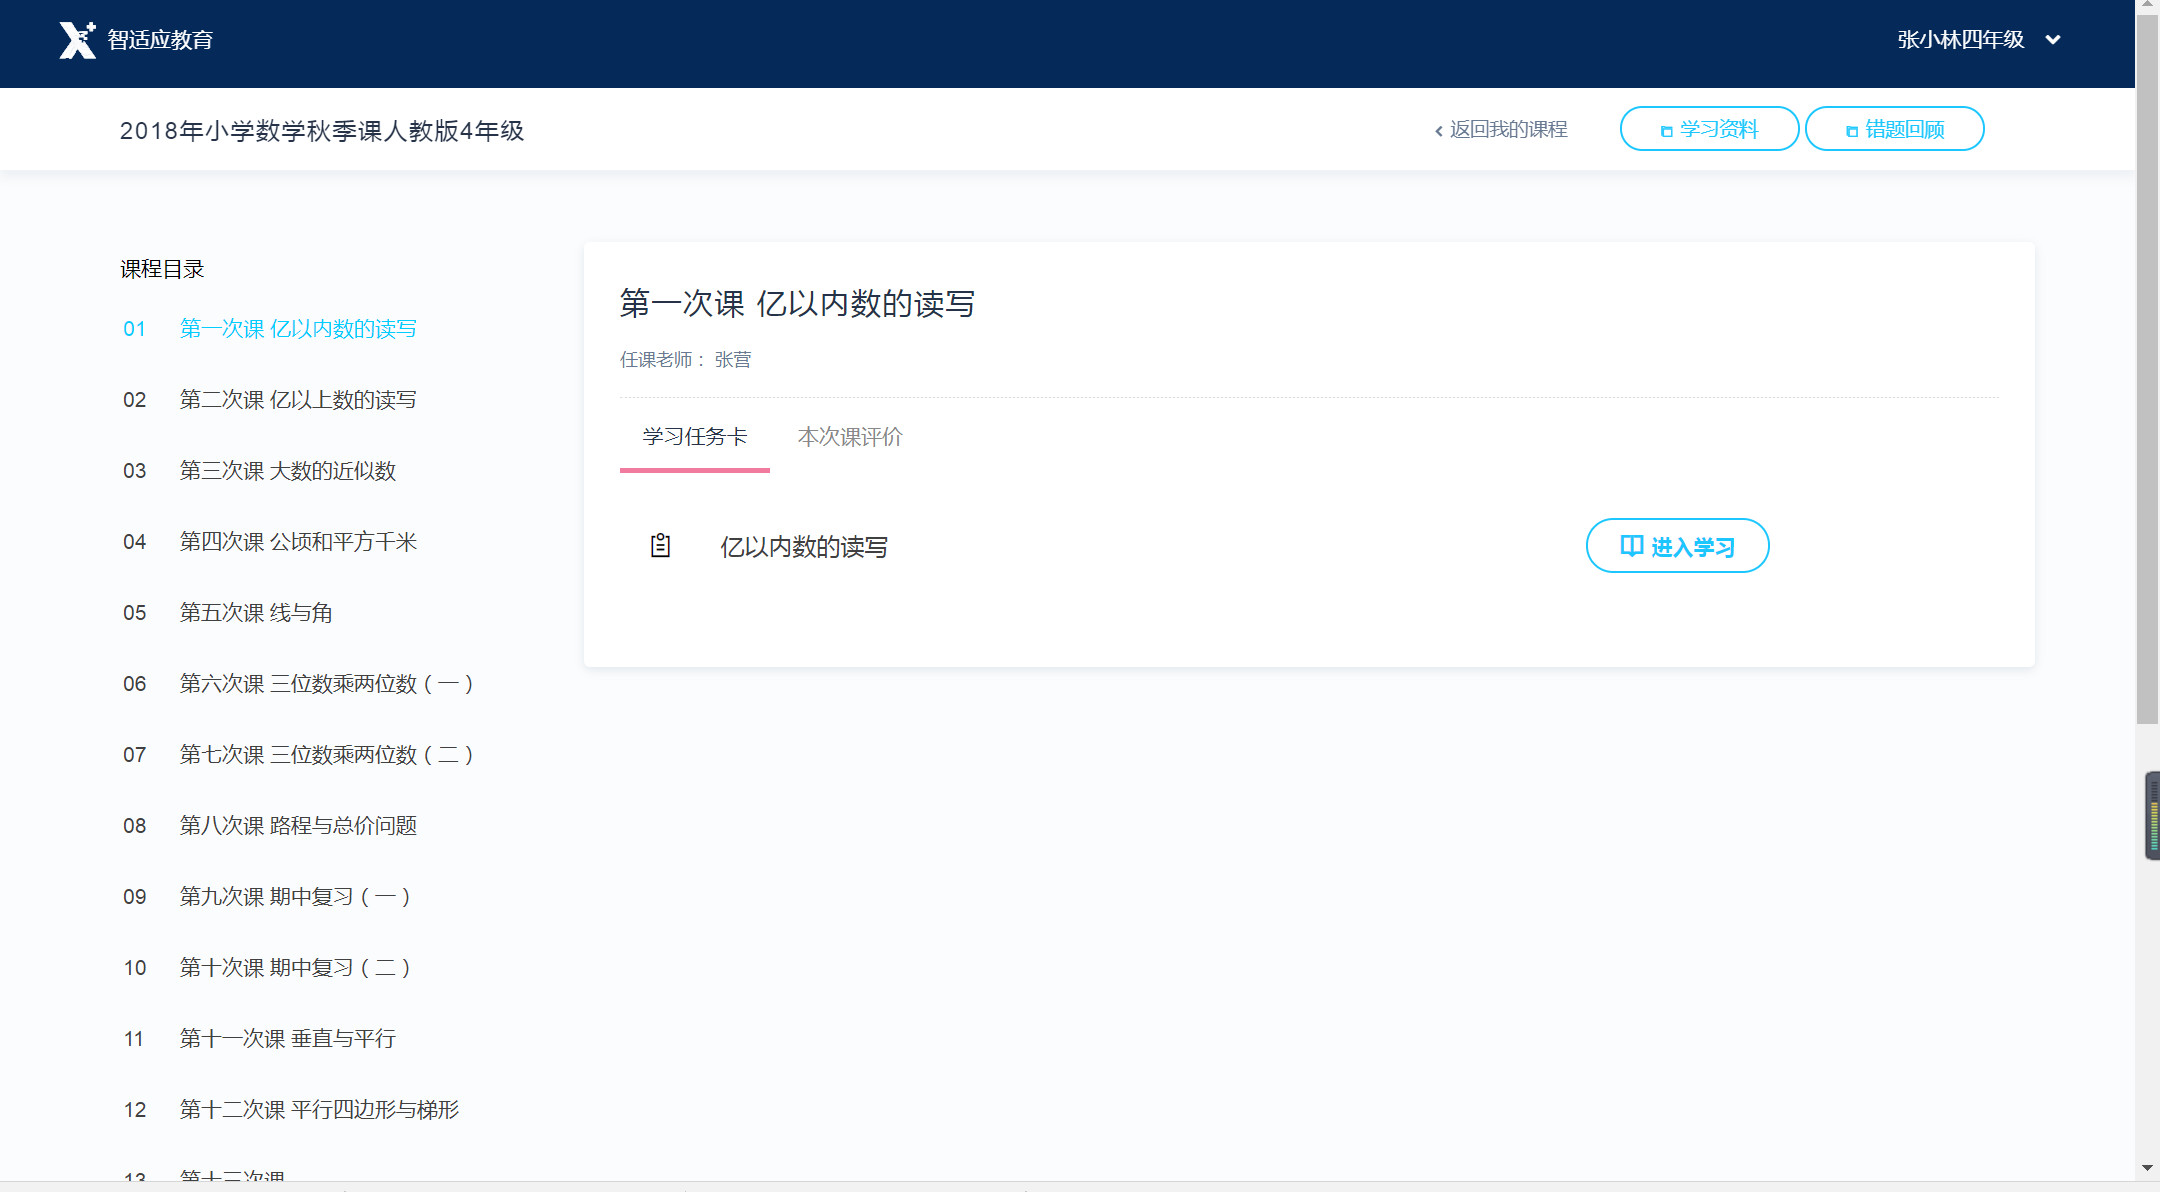 智适应教育
张小林四年级
2018年小学数学秋季课人教版4年级
返回我的课程
学习资料
错题回顾
课程目录
01 第一次课 亿以内数的读写
02 第二次课 亿以上数的读写
03 第三次课 大数的近似数
04 第四次课 公顷和平方千米
05 第五次课 线与角
06 第六次课 三位数乘两位数（一）
07 第七次课 三位数乘两位数（二）
08 第八次课 路程与总价问题
09 第九次课 期中复习（一）
10 第十次课 期中复习（二）
11 第十一次课 垂直与平行
12 第十二次课 平行四边形与梯形
13 第十三次课
第一次课 亿以内数的读写
任课老师： 张营
学习任务卡 本次课评价
亿以内数的读写
进入学习